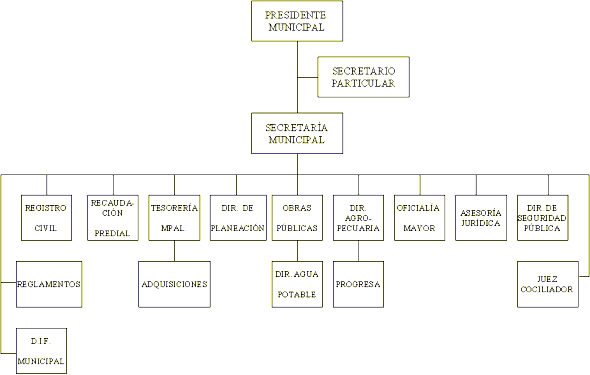 PRESIDENTE
MUNICIPAL
SECRETARIO
PARTICULAR
SECRETARÍA
MUNICIPAL
REGISTRO
CIVIL
RECAUDA-
CIÓN
PREDIAL
TESORERÍA
MPAL.
DIR. DE
PLANEACIÓN
OBRAS
PÚBLICAS
DIR.
AGRO-
PECUARIA
OFICIALÍA
MAYOR
ASESORÍA
JURÍDICA
DIR. DE
SEGURIDAD
PÚBLICA
REGLAMENTOS
ADQUISICIONES
DIR. AGUA
POTABLE
PROGRESA
JUEZ
COCILIADOR
D.I.F.
MUNICIPAL